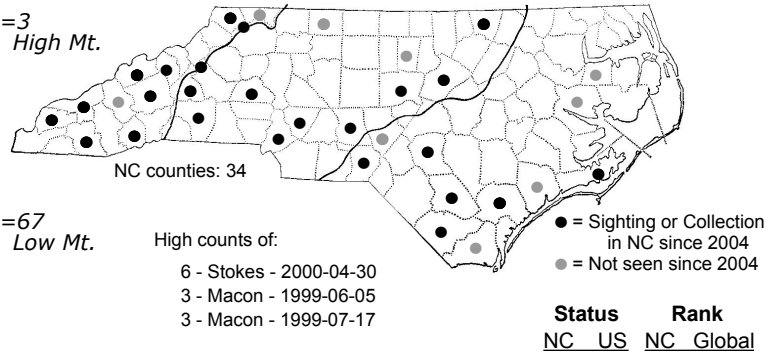 =3
High Mt.
NC counties: 34
=67
Low Mt.
High counts of:
6 - Stokes - 2000-04-30
3 - Macon - 1999-06-05
3 - Macon - 1999-07-17
= Sighting or Collection
in NC since 2004
= Not seen since 2004
Status Rank
NC US NC Global